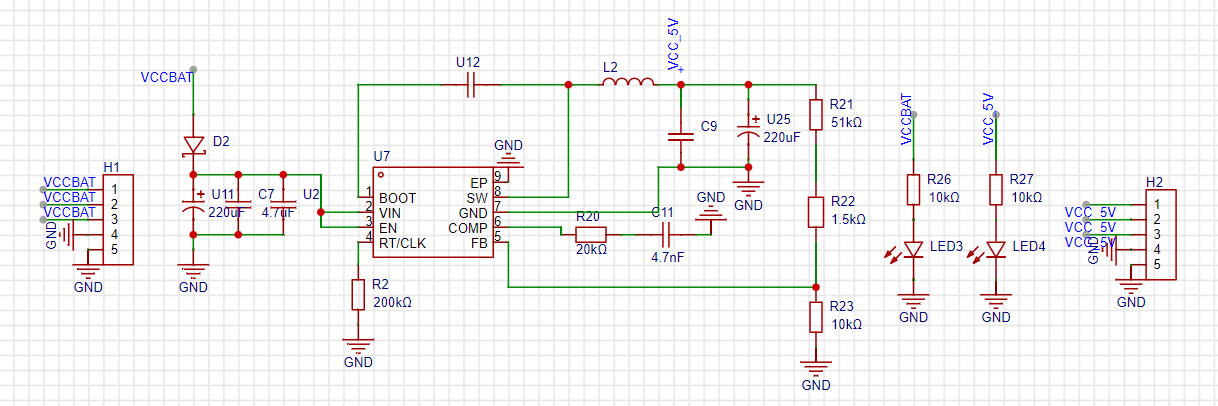 VCC_5V
+
U12
L2
VCCBAT
R21
51kΩ
C9
+
U25
220uF
VCCBAT
VCC_5V
D2
GND
U7
H1
VCCBAT 1
VCCBAT 2
VCCBAT 3
GND 4
5
GND
+
U11
220uF
C7
4.7uF
U2
GND
1 BOOT
2 VIN
3 EN
4 RT/CLK
EP 9
SW 8
GND 7
COMP 6
FB 5
R20
20kΩ
C11
4.7nF
GND
GND
R22
1.5kΩ
R26
10kΩ
R27
10kΩ
LED3
LED4
GND
GND
H2
VCC_5V 1
VCC_5V 2
VCC_5V 3
GND 4
5
GND
R2
200kΩ
GND
R23
10kΩ
GND